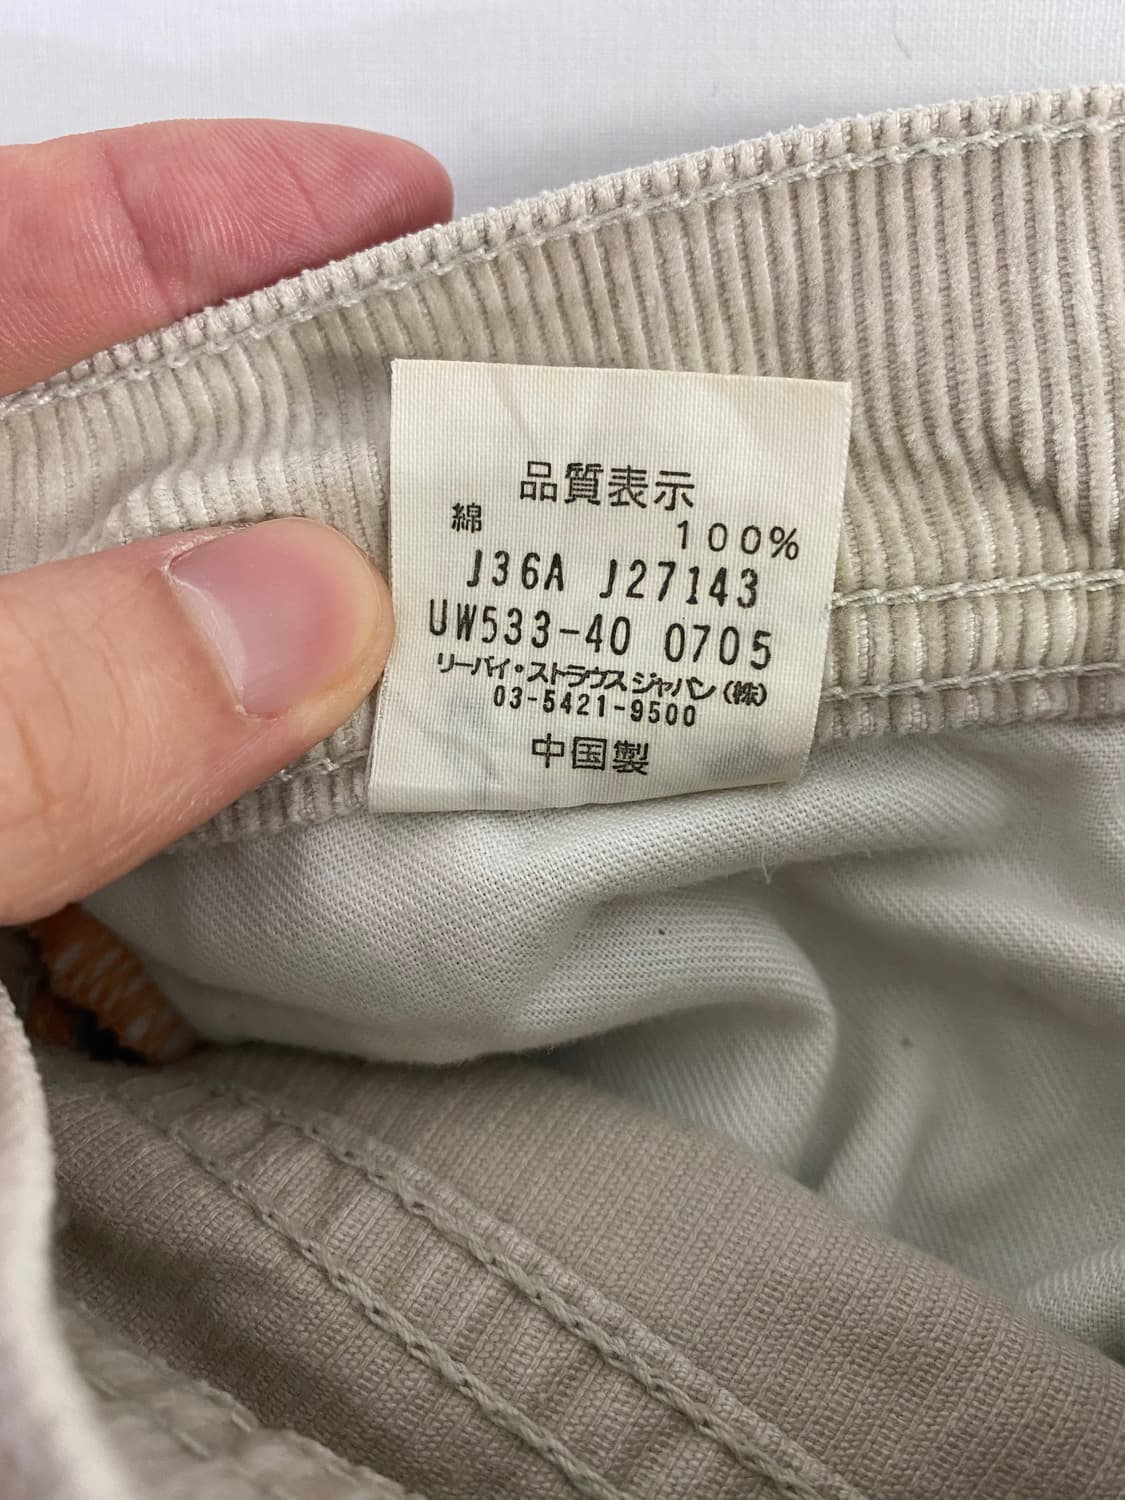 品質表示
綿 100%
J36A J27143
UW533-40 0705
リーバイ・ストラウス ジャパン(株)
03-5421-9500
中国製